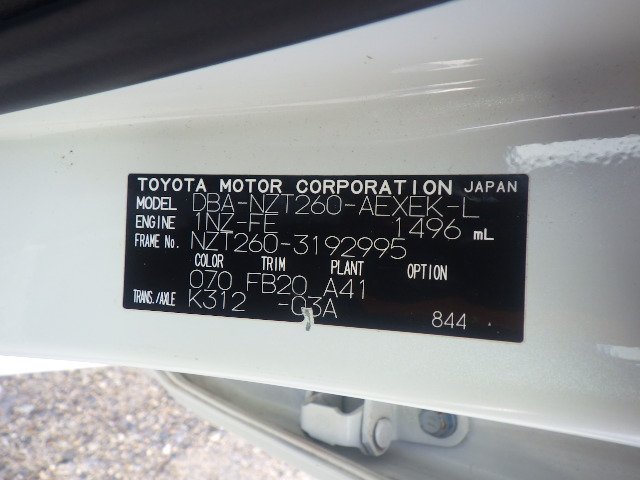 TOYOTA MOTOR CORPORATION JAPAN
MODEL DBA-NZT260-AEXEK-L
ENGINE 1NZ-FE 1496 mL
FRAME No. NZT260-3192995
COLOR TRIM PLANT OPTION
070 FB20 A41
TRANS./AXLE K312 -03A
844